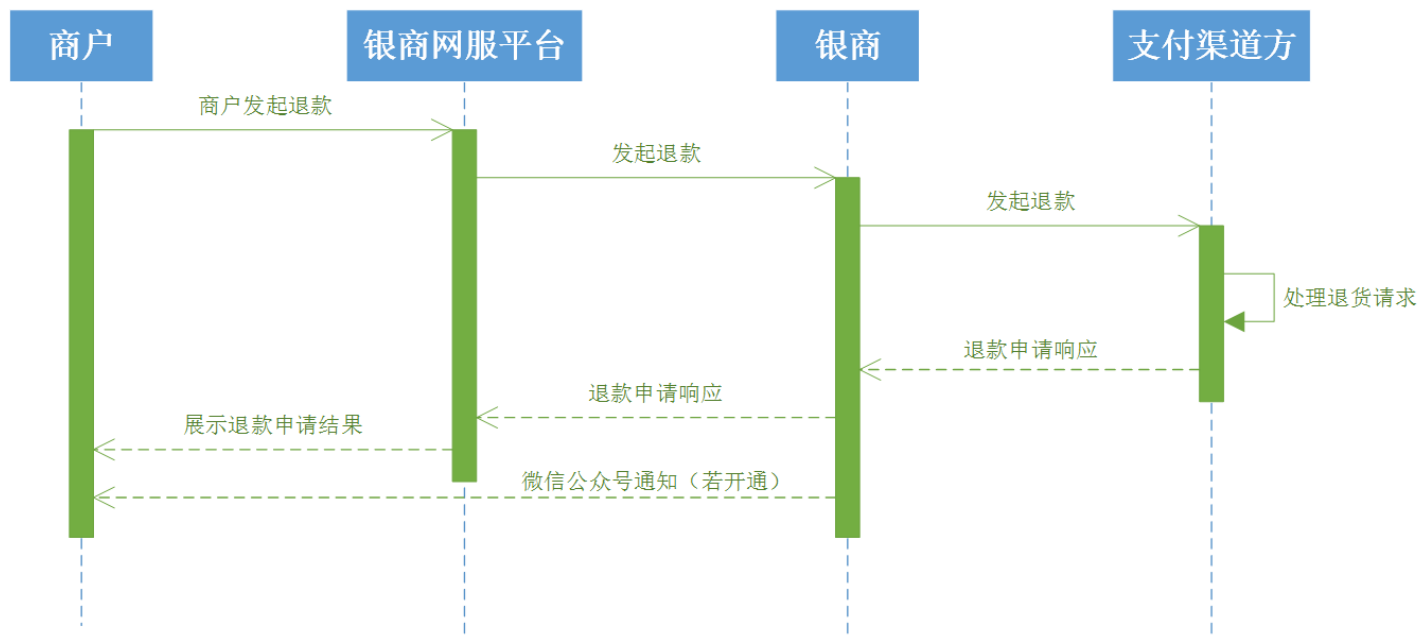 商户
银商网服平台
银商
支付渠道方
商户发起退款
发起退款
发起退款
处理退货请求
退款申请响应
退款申请响应
展示退款申请结果
微信公众号通知（若开通）